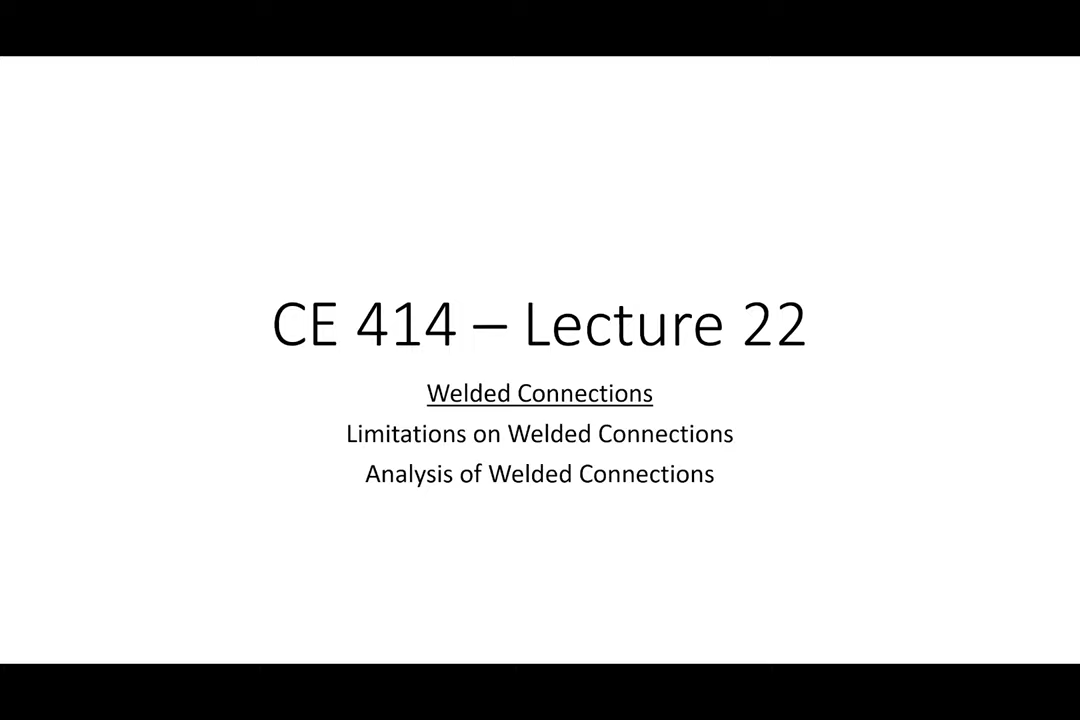 CE 414 – Lecture 22
Welded Connections
Limitations on Welded Connections
Analysis of Welded Connections